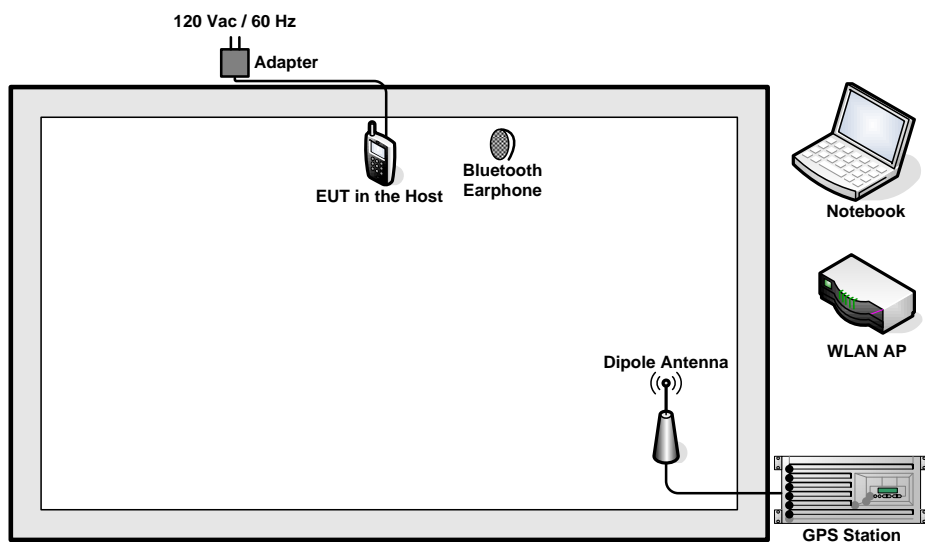 120 Vac / 60 Hz
Adapter
EUT in the Host
Bluetooth
Earphone
Notebook
WLAN AP
Dipole Antenna
GPS Station